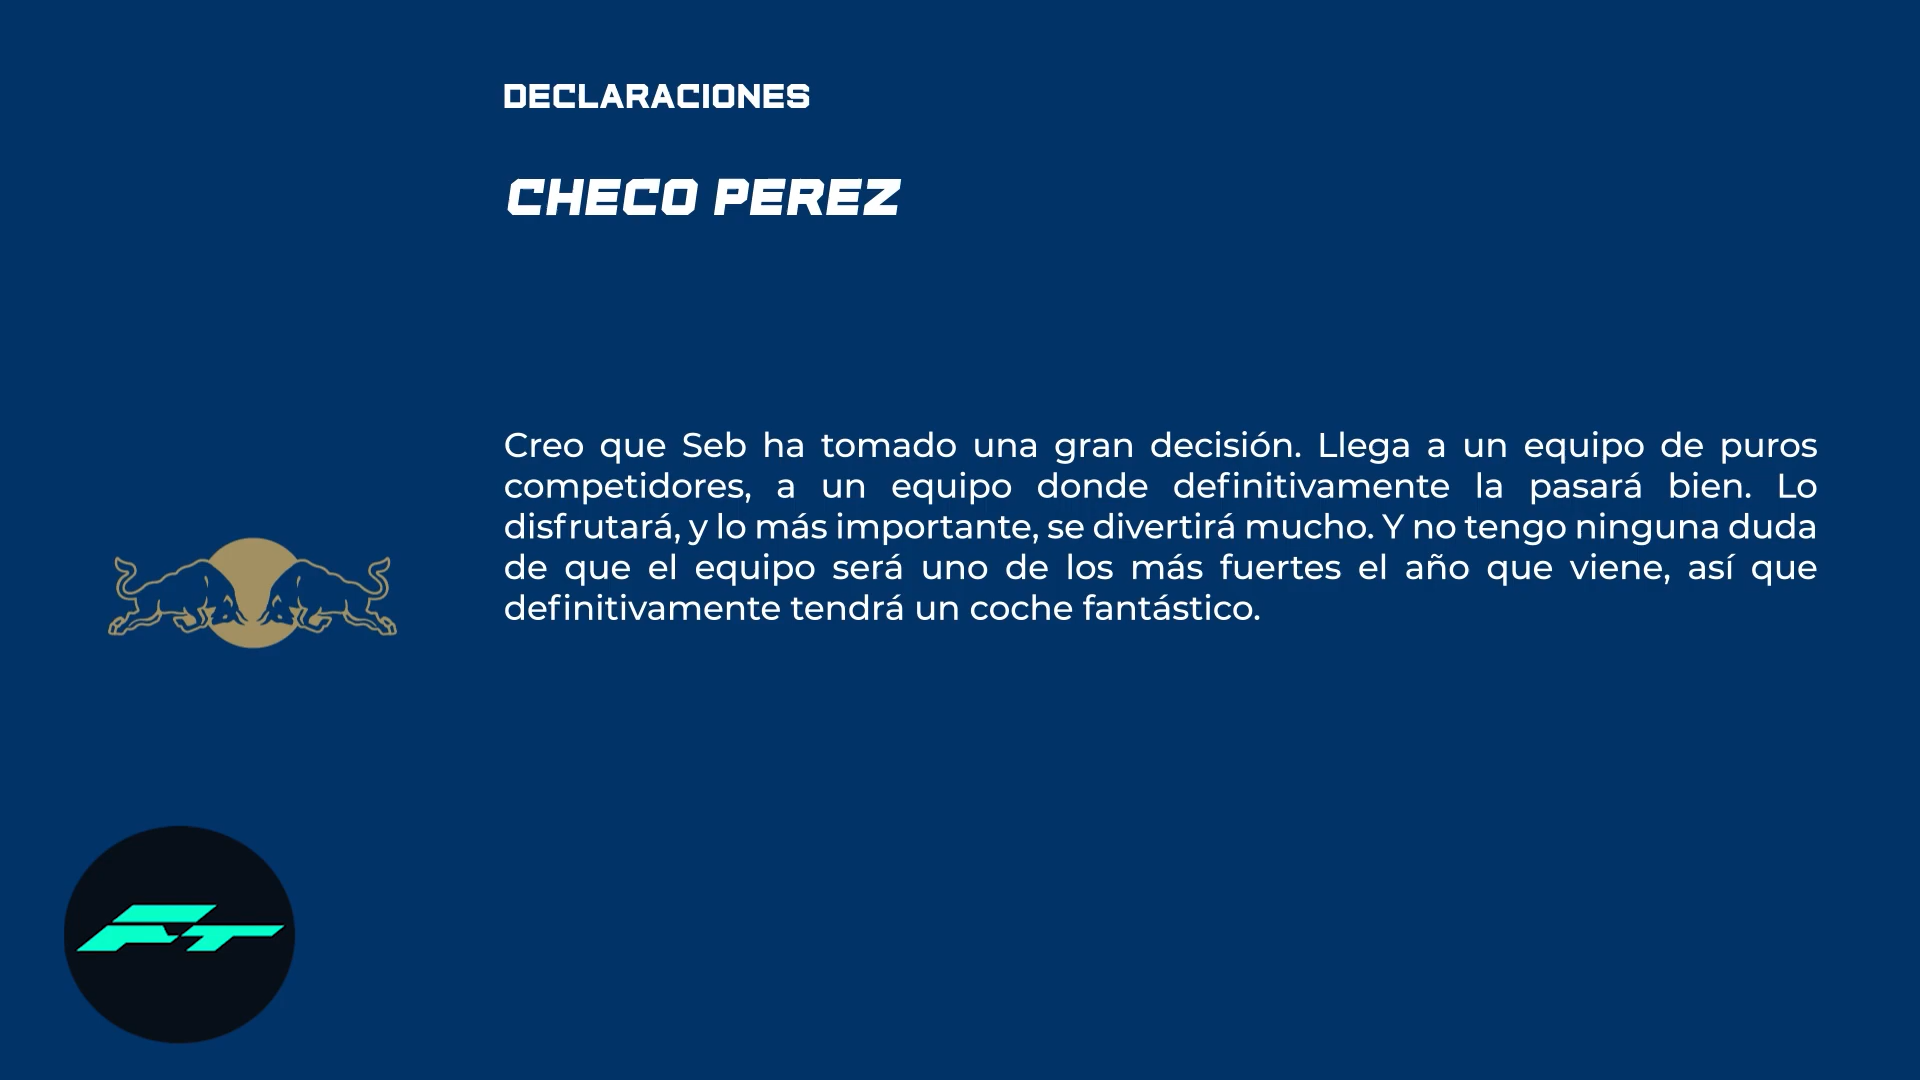 DECLARACIONES
CHECO PEREZ
Creo que Seb ha tomado una gran decisión. Llega a un equipo de puros
competidores, a un equipo donde definitivamente la pasará bien. Lo
disfrutará, y lo más importante, se divertirá mucho. Y no tengo ninguna duda
de que el equipo será uno de los más fuertes el año que viene, así que
definitivamente tendrá un coche fantástico.
FT